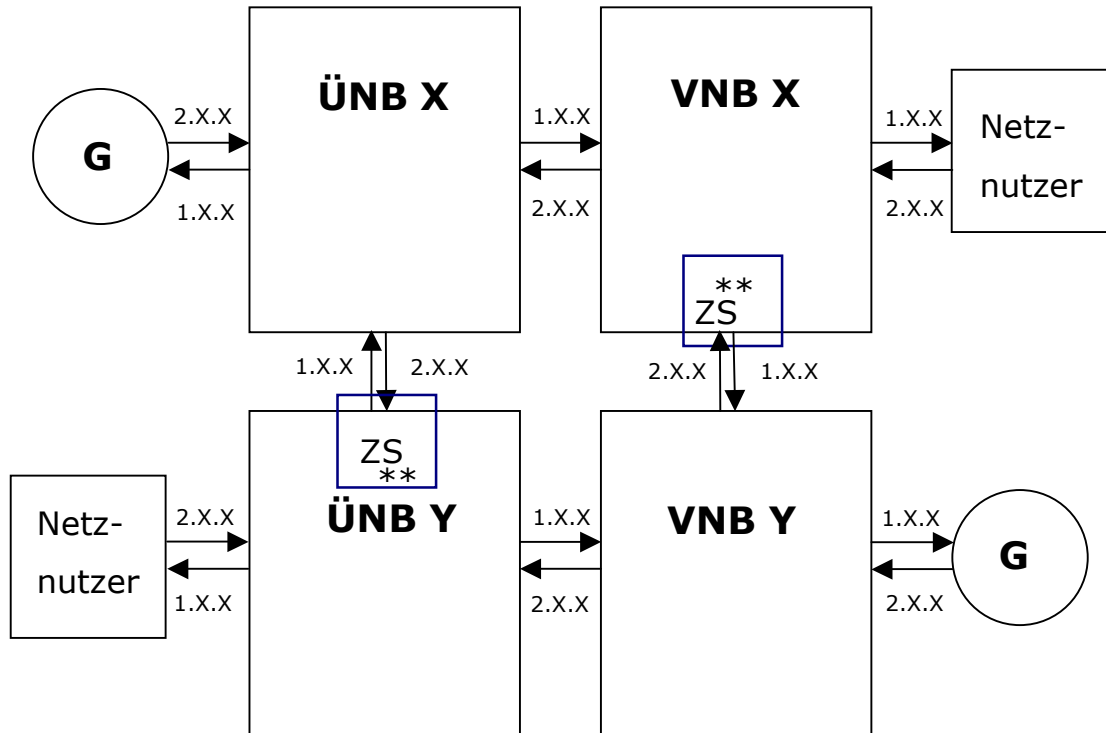 ÜNB X
VNB X
2.X.X
1.X.X
1.X.X
Netz-
G
nutzer
1.X.X
2.X.X
2.X.X
**
ZS
1.X.X
2.X.X
2.X.X
1.X.X
ZS
**
ÜNB Y
VNB Y
Netz-
2.X.X
1.X.X
1.X.X
nutzer
G
1.X.X
2.X.X
2.X.X